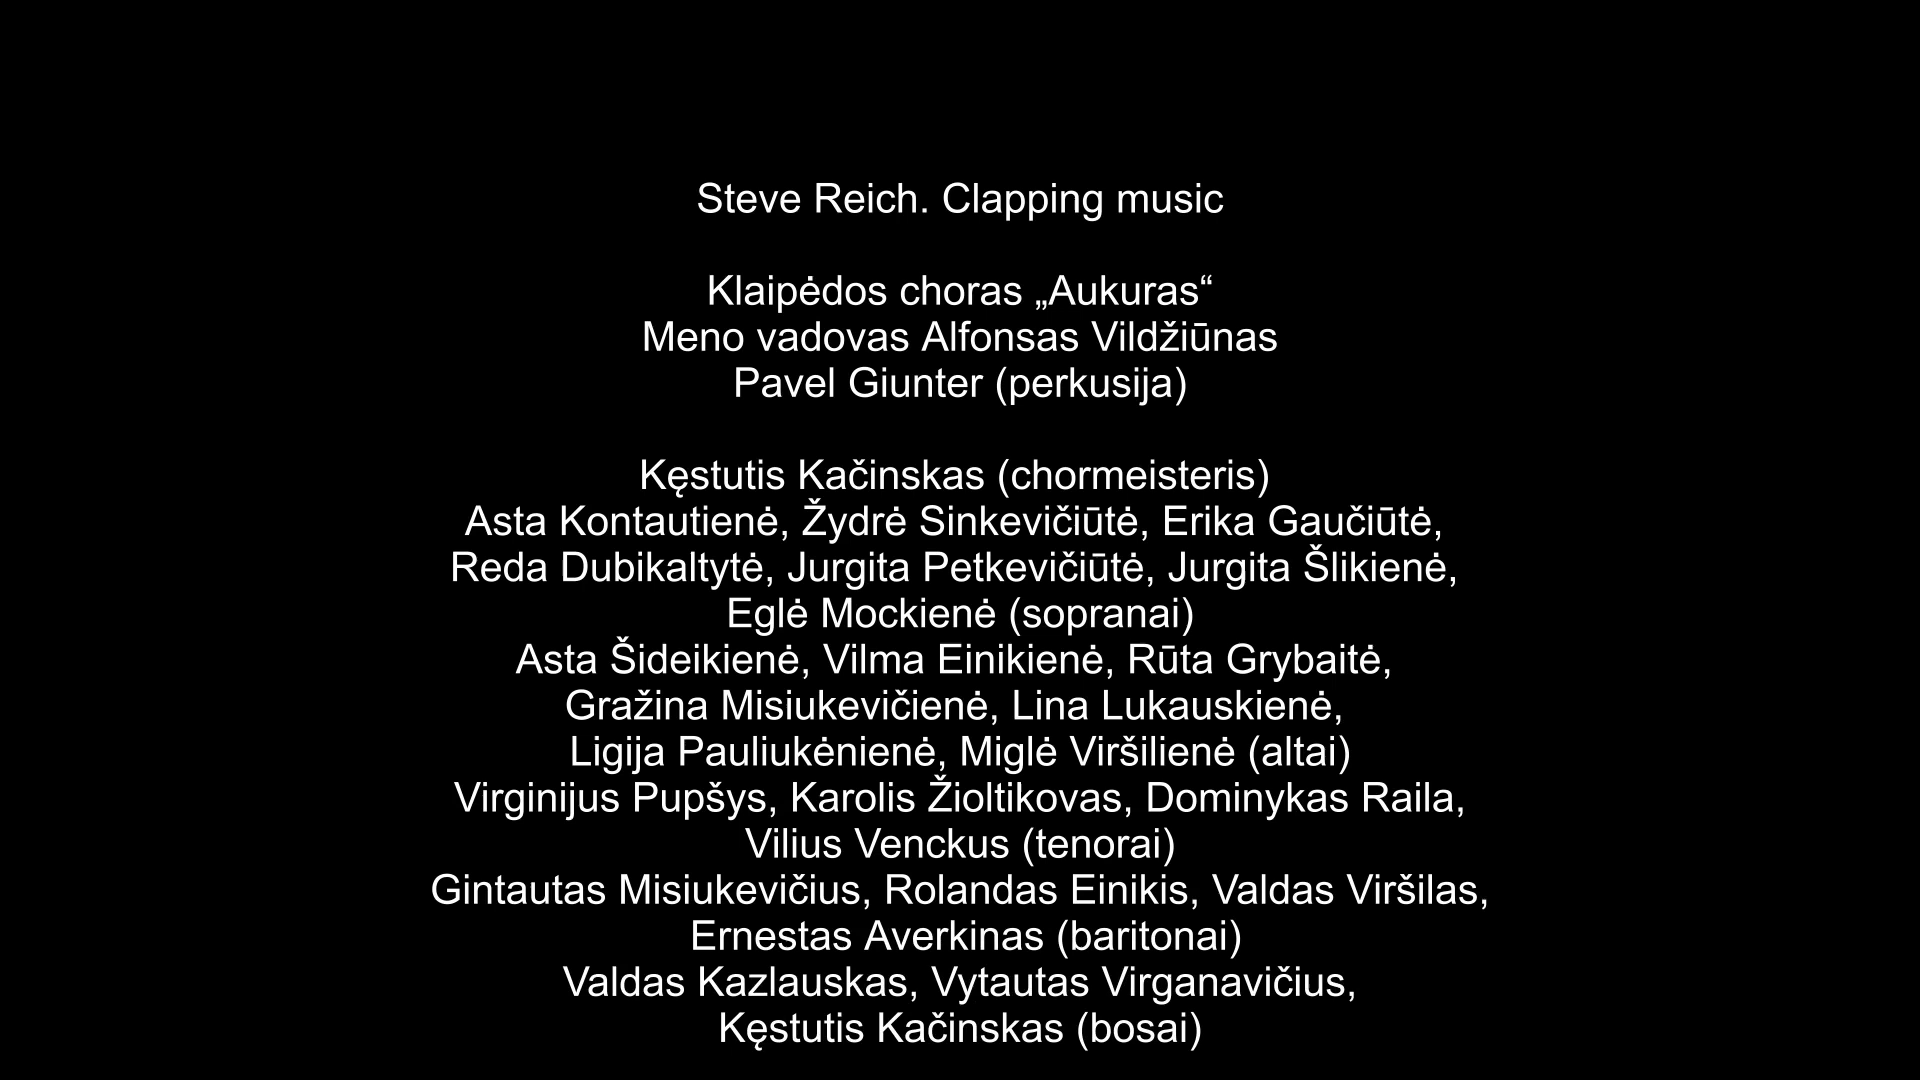 Steve Reich. Clapping music
Klaipėdos choras „Aukuras“
Meno vadovas Alfonsas Vildžiūnas
Pavel Giunter (perkusija)
Kęstutis Kačinskas (chormeisteris)
Asta Kontautienė, Žydrė Sinkevičiūtė, Erika Gaučiūtė,
Reda Dubikaltytė, Jurgita Petkevičiūtė, Jurgita Šlikienė,
Eglė Mockienė (sopranai)
Asta Šideikienė, Vilma Einikienė, Rūta Grybaitė,
Gražina Misiukevičienė, Lina Lukauskienė,
Ligija Pauliukėnienė, Miglė Viršilienė (altai)
Virginijus Pupšys, Karolis Žioltikovas, Dominykas Raila,
Vilius Venckus (tenorai)
Gintautas Misiukevičius, Rolandas Einikis, Valdas Viršilas,
Ernestas Averkinas (baritonai)
Valdas Kazlauskas, Vytautas Virganavičius,
Kęstutis Kačinskas (bosai)